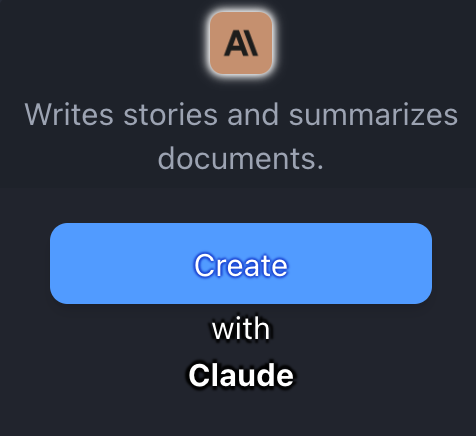 A\
Writes stories and summarizes
documents.
Create
with
Claude